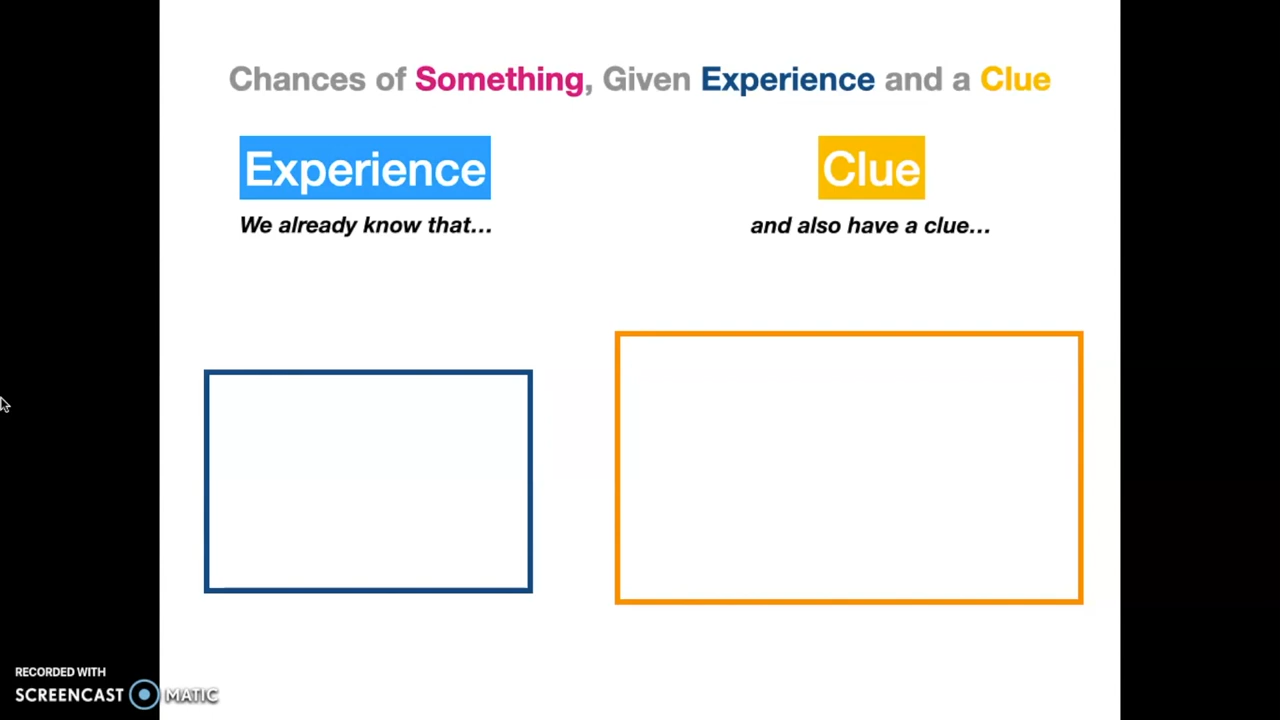 Chances of Something, Given Experience and a Clue
Experience
Clue
We already know that...
and also have a clue...
RECORDED WITH
SCREENCAST MATIC